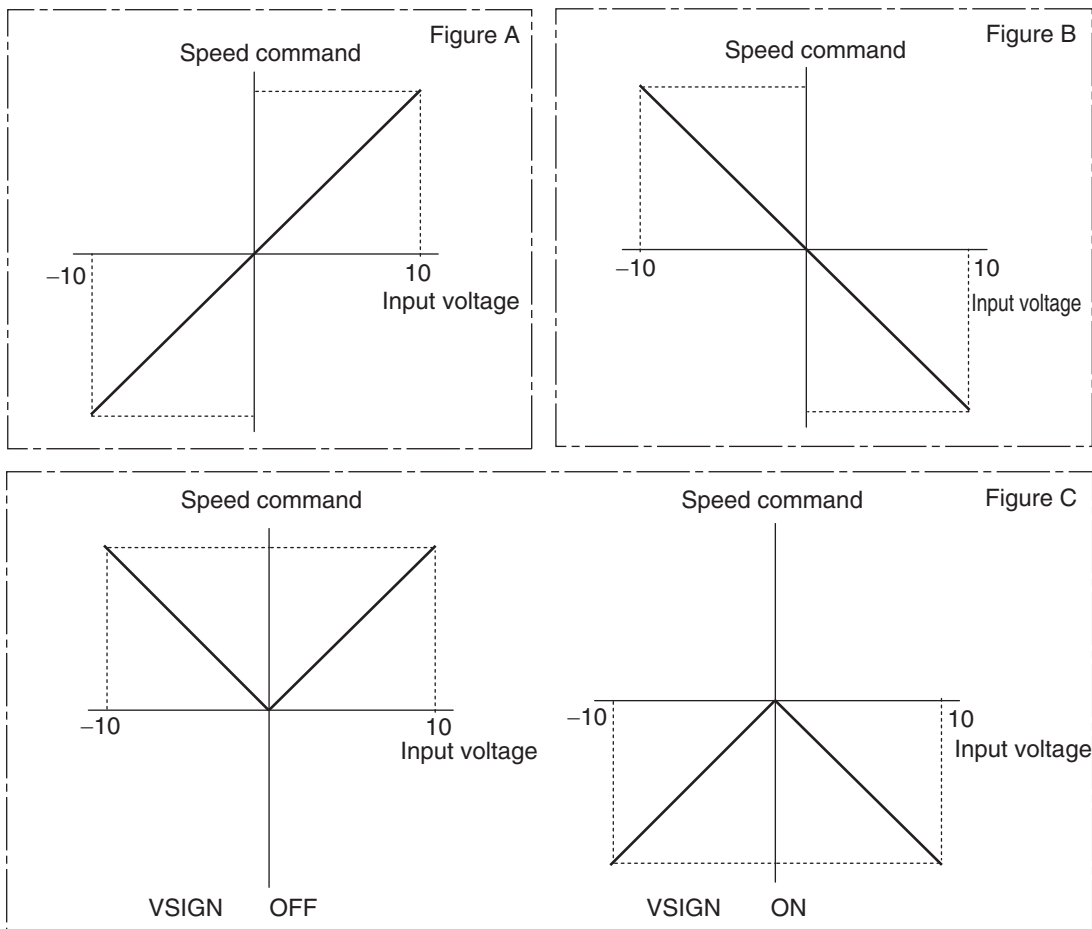 Figure A
Speed command
−10
10
Input voltage
Figure B
Speed command
−10
10
Input voltage
Figure C
Speed command
−10
10
Input voltage
VSIGN OFF
Speed command
−10
10
Input voltage
VSIGN ON